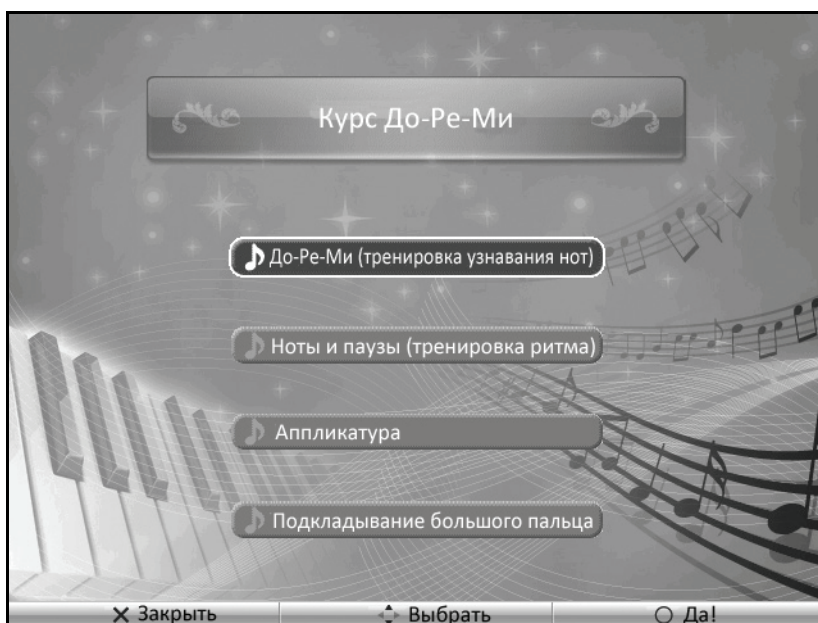 Курс До-Ре-Ми
До-Ре-Ми (тренировка узнавания нот)
Ноты и паузы (тренировка ритма)
Аппликатура
Подкладывание большого пальца
Закрыть Выбрать Да!